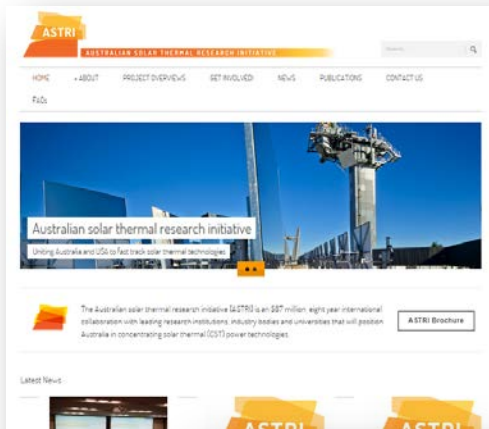 ASTRI
AUSTRALIAN SOLAR THERMAL RESEARCH INITIATIVE
Search...
HOME + ABOUT PROJECT OVERVIEWS GET INVOLVED! NEWS PUBLICATIONS CONTACT US
FAQs
Australian solar thermal research initiative
Uniting Australia and USA to fast track solar thermal technologies
The Australian solar thermal research initiative (ASTRI) is an $87 million, eight year international
collaboration with leading research institutions, industry bodies and universities that will position
Australia in concentrating solar thermal (CST) power technologies.
ASTRI Brochure
Latest News
ASTRI ASTRI